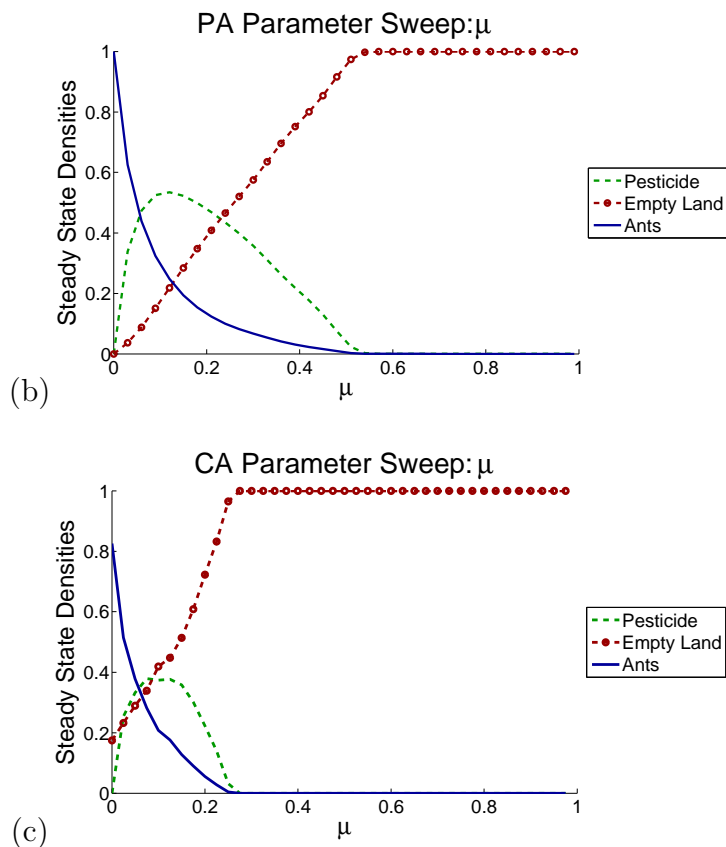 PA Parameter Sweep:μ
Steady State Densities
1
0.8
0.6
0.4
0.2
0
0 0.2 0.4 0.6 0.8 1
μ
Pesticide
Empty Land
Ants
(b)
CA Parameter Sweep: μ
Steady State Densities
1
0.8
0.6
0.4
0.2
0
0 0.2 0.4 0.6 0.8 1
μ
Pesticide
Empty Land
Ants
(c)